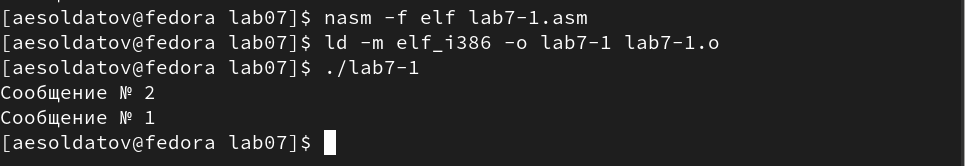 [aesoldatov@fedora lab07]$ nasm -f elf lab7-1.asm
[aesoldatov@fedora lab07]$ ld -m elf_i386 -o lab7-1 lab7-1.o
[aesoldatov@fedora lab07]$ ./lab7-1
Сообщение № 2
Сообщение № 1
[aesoldatov@fedora lab07]$